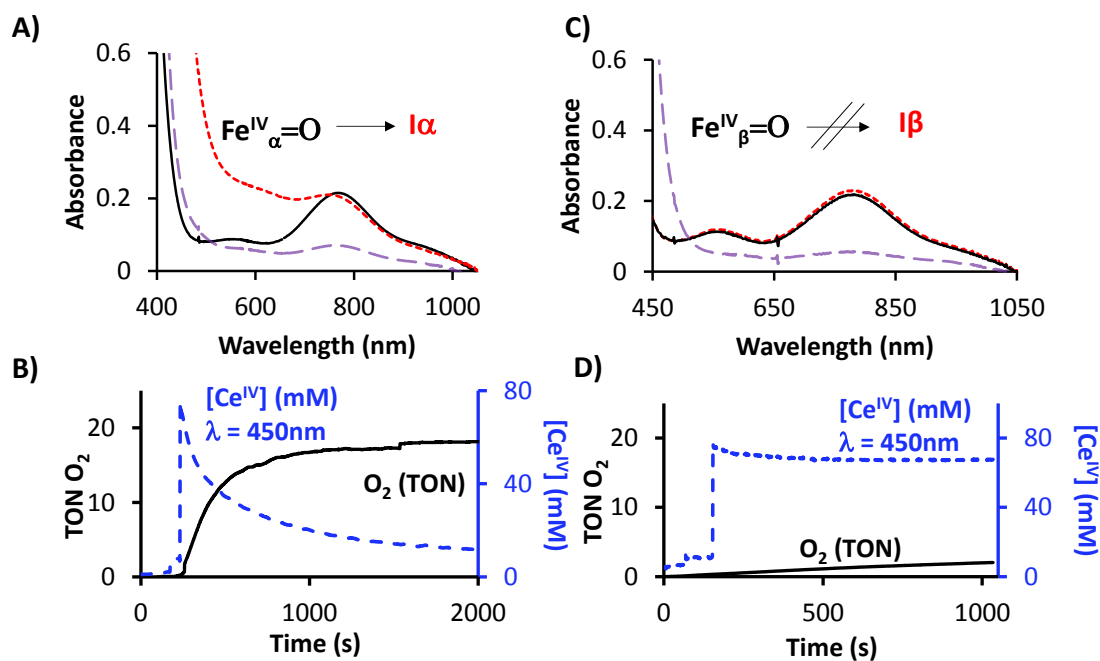 A)
0.6
0.4
0.2
0
Absorbance
Fe^IV_α=O → Iα
400 600 800 1000
Wavelength (nm)
C)
0.6
0.4
0.2
0
Absorbance
Fe^IV_β=O Iβ
450 650 850 1050
Wavelength (nm)
B)
20
10
0
TON O₂
[Ce^IV] (mM)
λ = 450nm
O₂ (TON)
80
40
0
[Ce^IV] (mM)
0 1000 2000
Time (s)
D)
20
10
0
TON O₂
[Ce^IV] (mM)
λ = 450nm
O₂ (TON)
80
40
0
[Ce^IV]
(mM)
0 500 1000
Time (s)